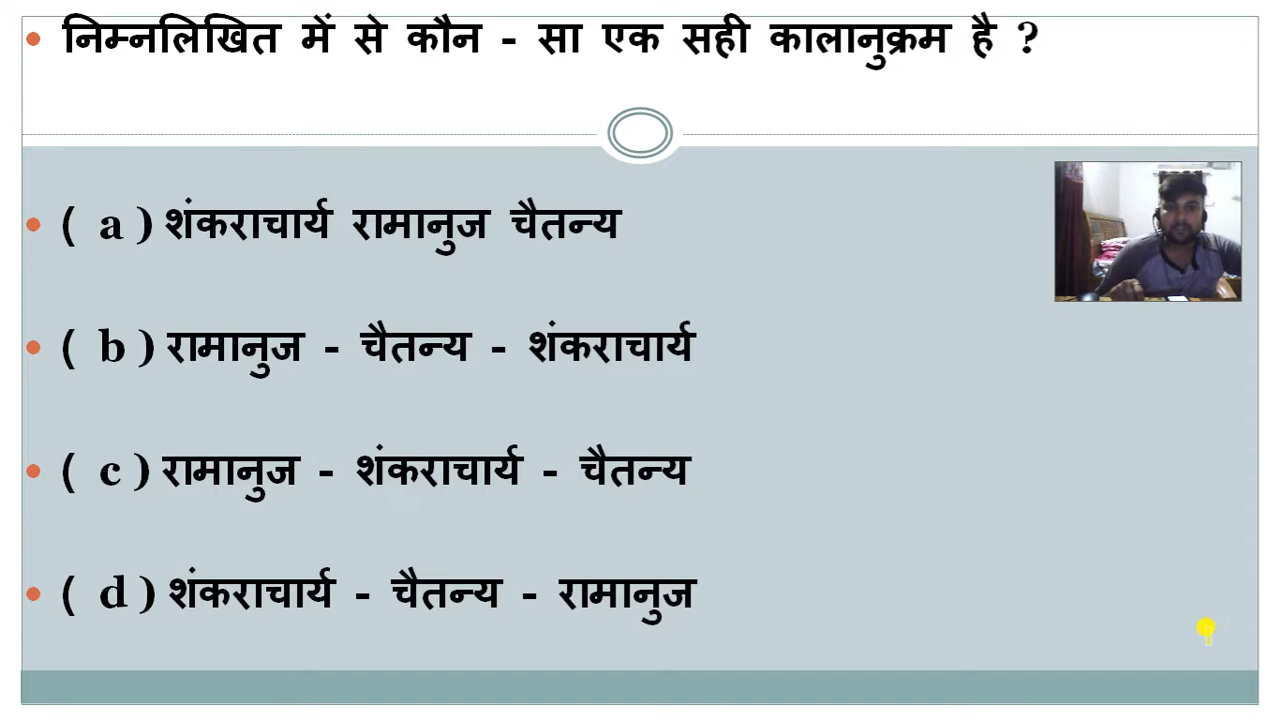 निम्नलिखित में से कौन - सा एक सही कालानुक्रम है ?
( a ) शंकराचार्य रामानुज चैतन्य
( b ) रामानुज - चैतन्य - शंकराचार्य
( c ) रामानुज - शंकराचार्य - चैतन्य
( d ) शंकराचार्य - चैतन्य - रामानुज